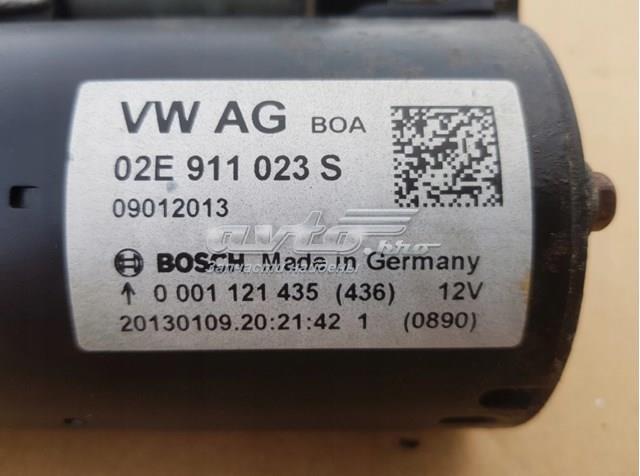 VW AG BOA
02E 911 023 S
09012013
BOSCH Made in Germany
↑ 0 001 121 435 (436) 12V
20130109.20:21:42 1 (0890)